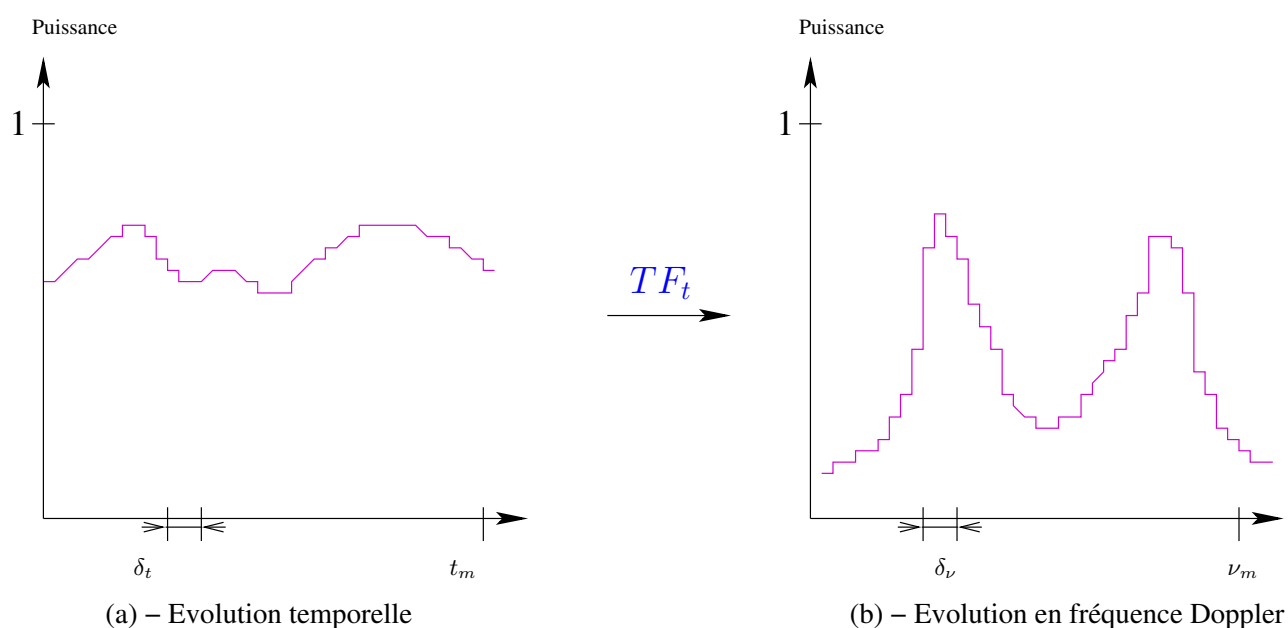 Puissance
1
δ_t
t_m
(a) – Evolution temporelle
TF_t
Puissance
1
δ_ν
ν_m
(b) – Evolution en fréquence Doppler